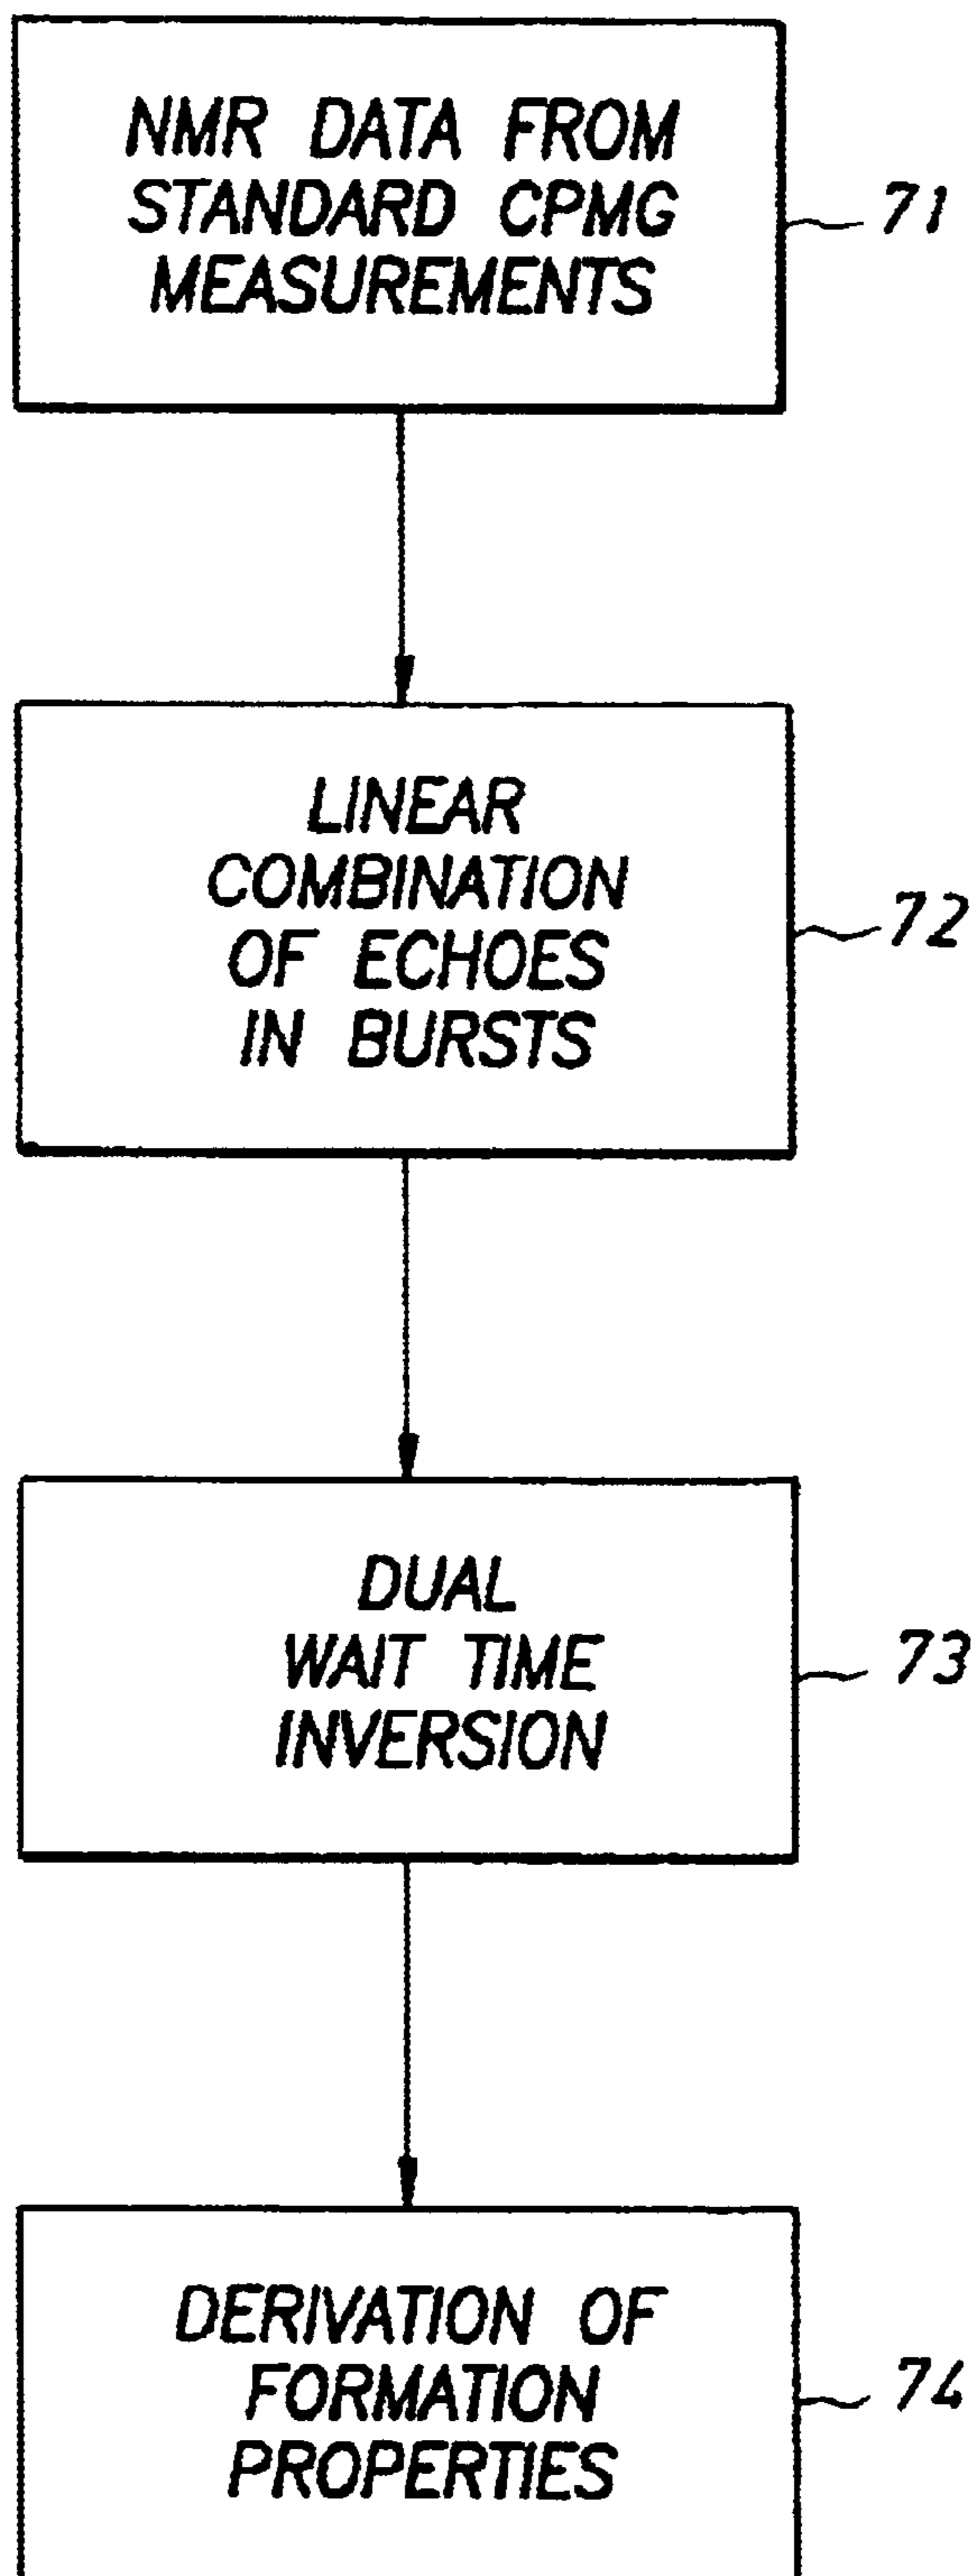 NMR DATA FROM
STANDARD CPMG
MEASUREMENTS
71
LINEAR
COMBINATION
OF ECHOES
IN BURSTS
72
DUAL
WAIT TIME
INVERSION
73
DERIVATION OF
FORMATION
PROPERTIES
74